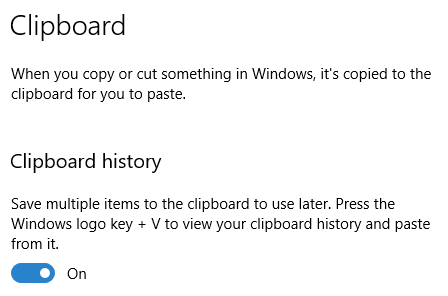 Clipboard
When you copy or cut something in Windows, it's copied to the
clipboard for you to paste.
Clipboard history
Save multiple items to the clipboard to use later. Press the
Windows logo key + V to view your clipboard history and paste
from it.
On